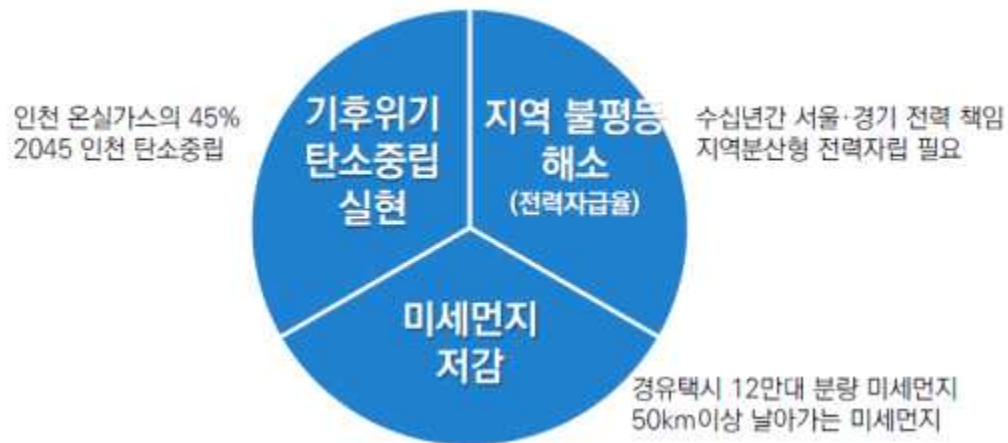 인천 온실가스의 45%
2045 인천 탄소중립
기후위기
탄소중립
실현
지역 불평등
해소
(전력자급율)
수십년간 서울·경기 전력 책임
지역분산형 전력자립 필요
미세먼지
저감
경유택시 12만대 분량 미세먼지
50km이상 날아가는 미세먼지